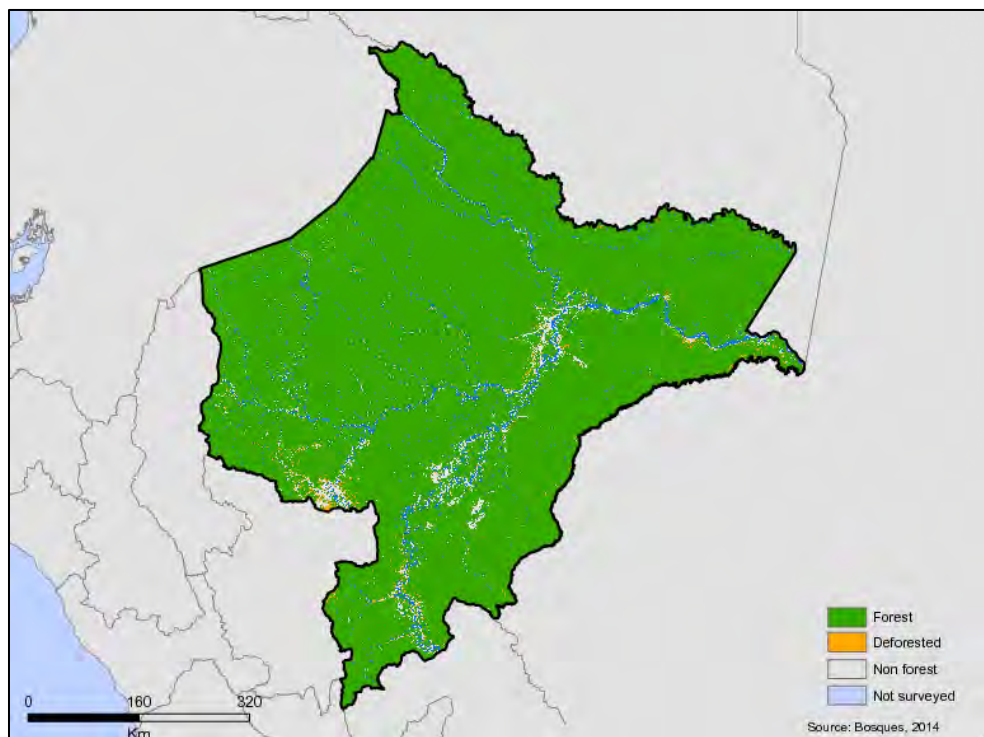 Forest
Deforested
Non forest
Not surveyed
0 160 320
Km
Source: Bosques, 2014